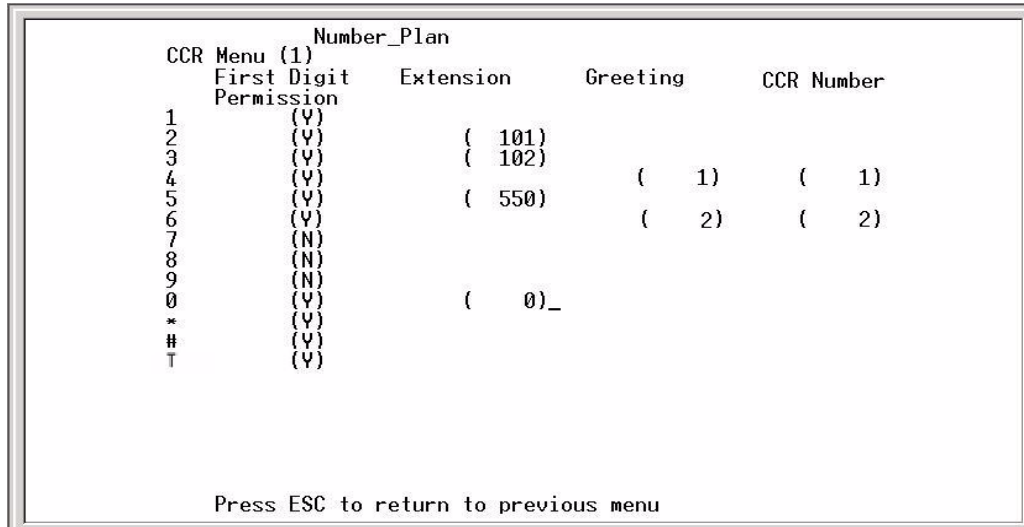 Number_Plan
CCR Menu (1)
First Digit Extension Greeting CCR Number
Permission
1 (Y)
2 (Y) ( 101)
3 (Y) ( 102)
4 (Y) ( 1) ( 1)
5 (Y) ( 550)
6 (Y) ( 2) ( 2)
7 (N)
8 (N)
9 (N)
0 (Y) ( 0)_
* (Y)
# (Y)
T (Y)
Press ESC to return to previous menu